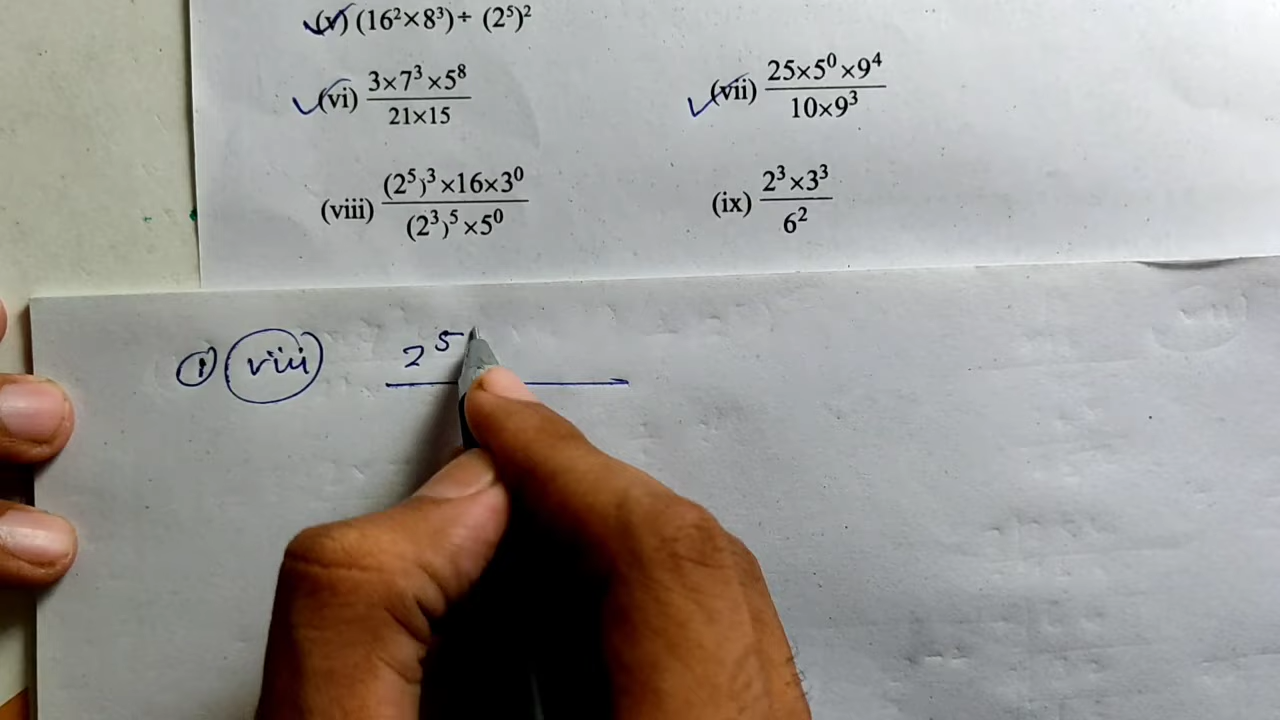 (v) (16²×8³)÷ (2⁵)²
(vi) 3×7³×5⁸ / 21×15
(vii) 25×5⁰×9⁴ / 10×9³
(viii) (2⁵)³×16×3⁰ / (2³)⁵×5⁰
(ix) 2³×3³ / 6²
① viii 2⁵